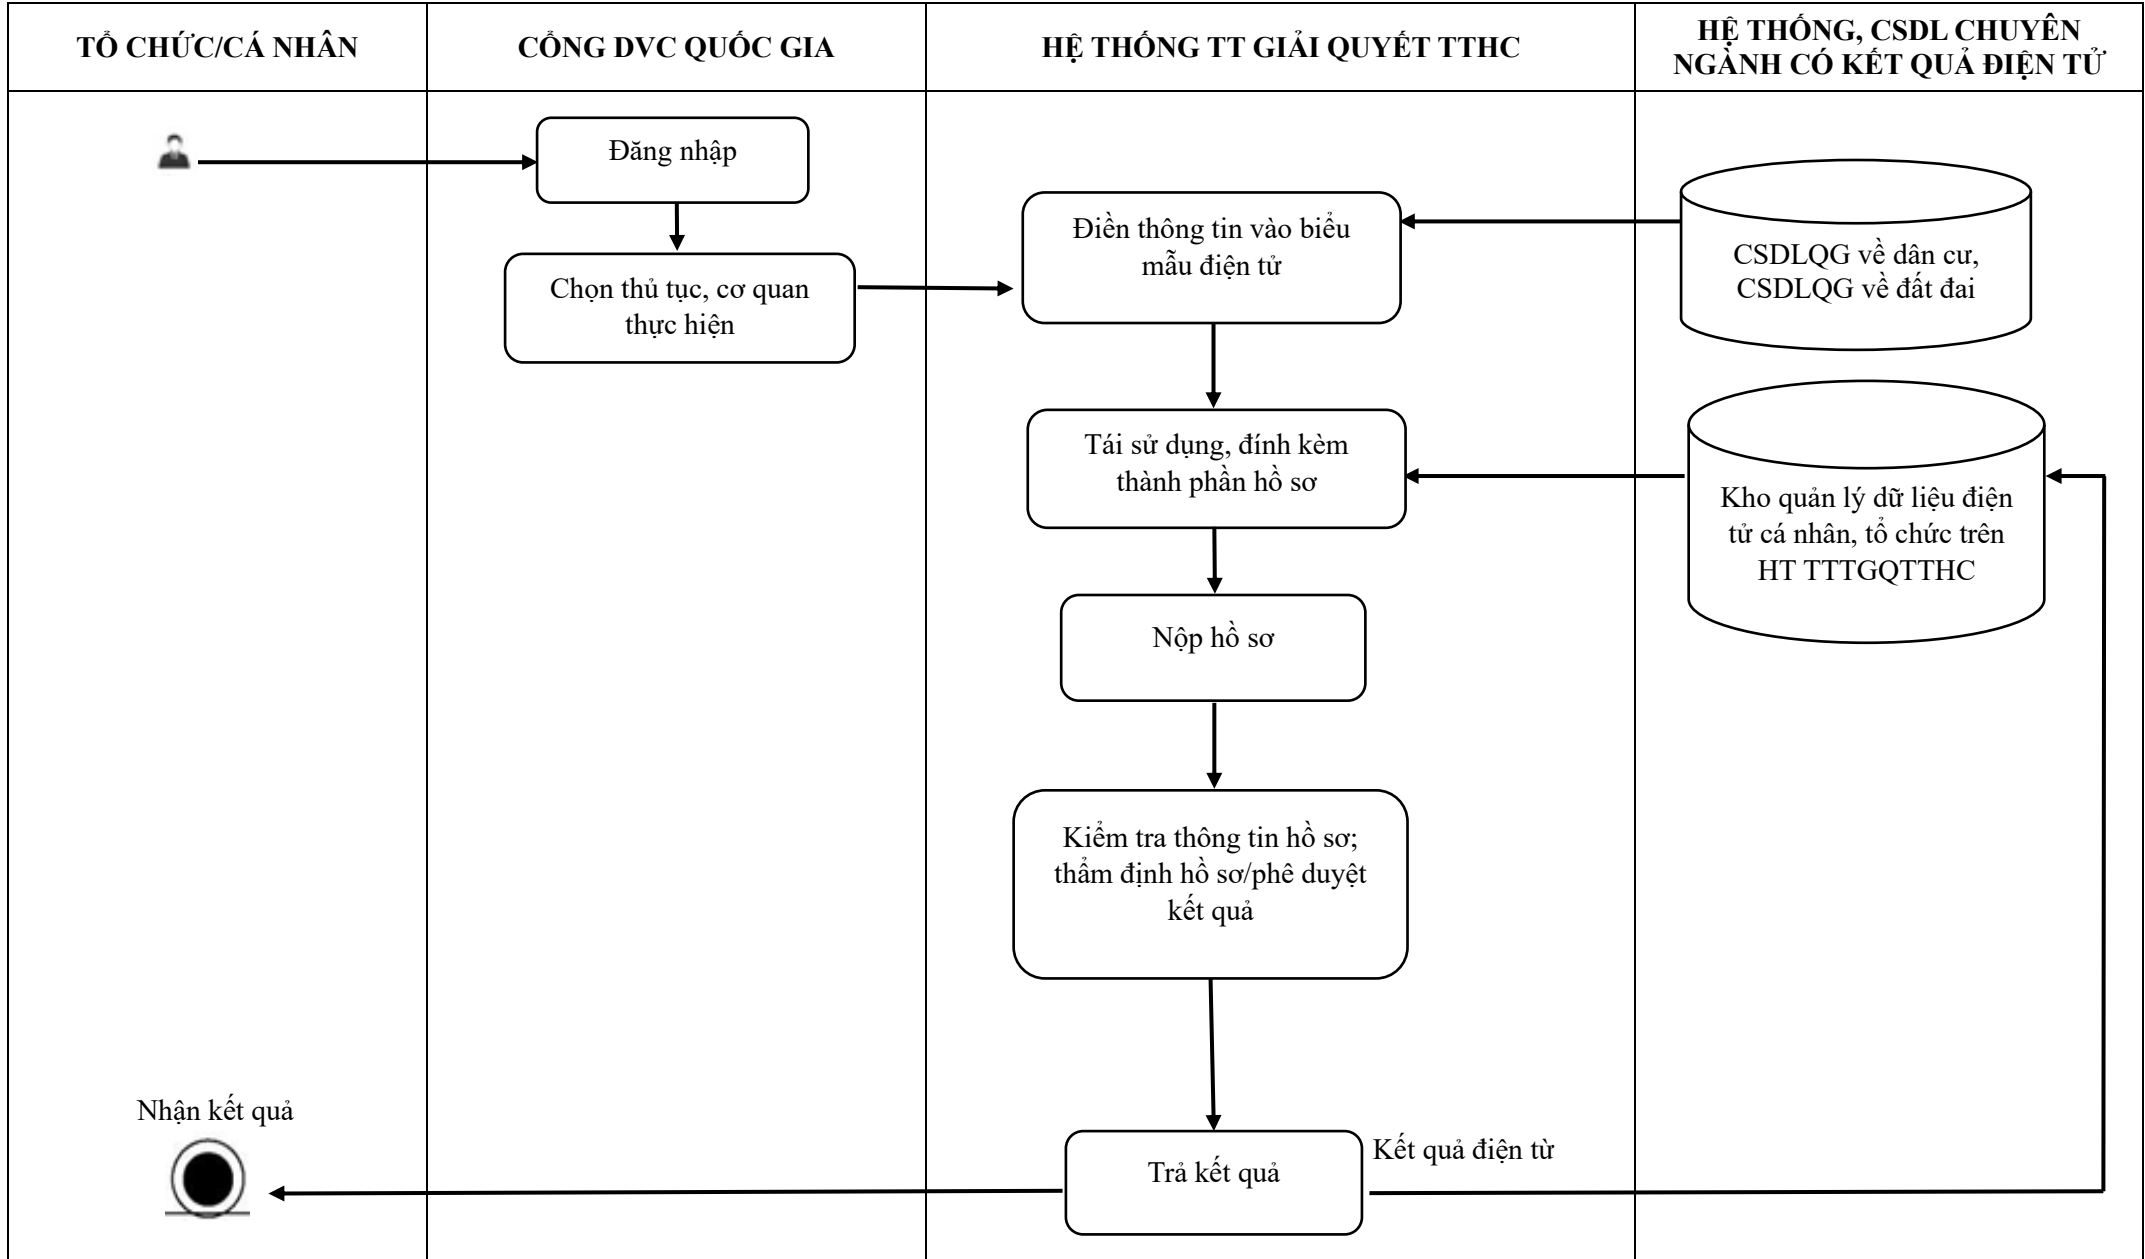 TỔ CHỨC/CÁ NHÂN
CỔNG DVC QUỐC GIA
HỆ THỐNG TT GIẢI QUYẾT TTHC
HỆ THỐNG, CSDL CHUYÊN
NGÀNH CÓ KẾT QUẢ ĐIỆN TỬ
Đăng nhập
Chọn thủ tục, cơ quan
thực hiện
Điền thông tin vào biểu
mẫu điện tử
CSDLQG về dân cư,
CSDLQG về đất đai
Tái sử dụng, đính kèm
thành phần hồ sơ
Kho quản lý dữ liệu điện
tử cá nhân, tổ chức trên
HT TTTGQTTHC
Nộp hồ sơ
Kiểm tra thông tin hồ sơ;
thẩm định hồ sơ/phê duyệt
kết quả
Nhận kết quả
Trả kết quả
Kết quả điện từ